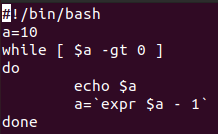 #!/bin/bash
a=10
while [ $a -gt 0 ]
do
        echo $a
        a=`expr $a - 1`
done